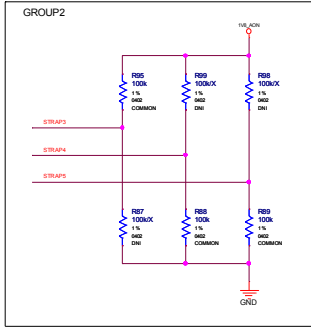 GROUP2
1V8_AON
R95
100k
1%
0402
COMMON
R99
100k/X
1%
0402
DNI
R98
100k/X
1%
0402
DNI
STRAP3
STRAP4
STRAP5
R87
100k/X
1%
0402
DNI
R88
100k
1%
0402
COMMON
R89
100k
1%
0402
COMMON
GND